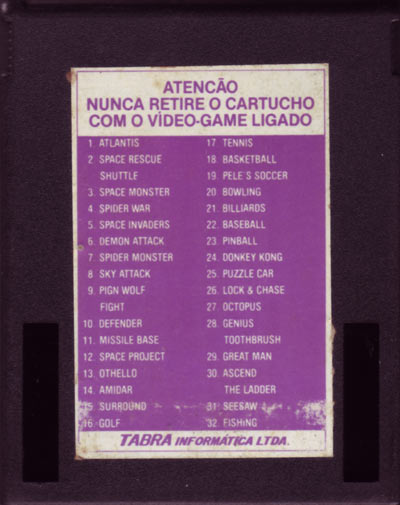 ATENCÃO
NUNCA RETIRE O CARTUCHO
COM O VÍDEO-GAME LIGADO
1. ATLANTIS
2. SPACE RESCUE
SHUTTLE
3. SPACE MONSTER
4. SPIDER WAR
5. SPACE INVADERS
6. DEMON ATTACK
7. SPIDER MONSTER
8. SKY ATTACK
9. PIGN WOLF
FIGHT
10. DEFENDER
11. MISSILE BASE
12. SPACE PROJECT
13. OTHELLO
14. AMIDAR
15. SURROUND
16. GOLF
17. TENNIS
18. BASKETBALL
19. PELE'S SOCCER
20. BOWLING
21. BILLIARDS
22. BASEBALL
23. PINBALL
24. DONKEY KONG
25. PUZZLE CAR
26. LOCK & CHASE
27. OCTOPUS
28. GENIUS
TOOTHBRUSH
29. GREAT MAN
30. ASCEND
THE LADDER
31. SEESAW
32. FISHING
TABRA INFORMÁTICA LTDA.